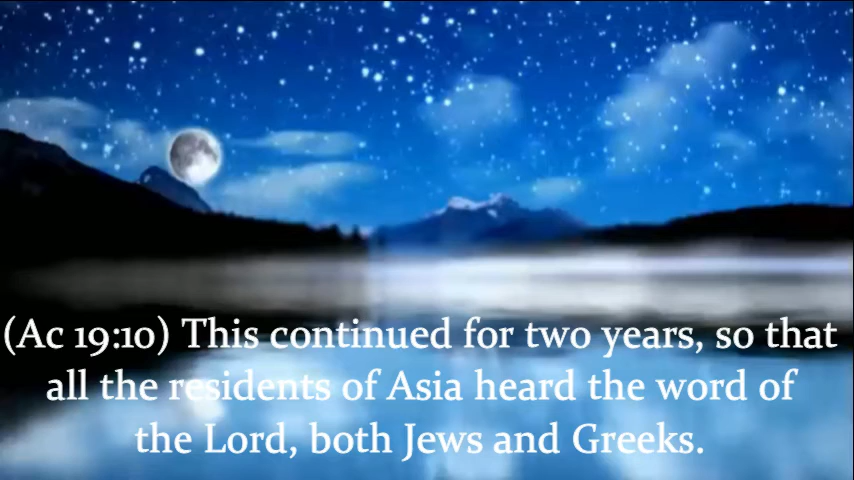 (Ac 19:10) This continued for two years, so that
all the residents of Asia heard the word of
the Lord, both Jews and Greeks.